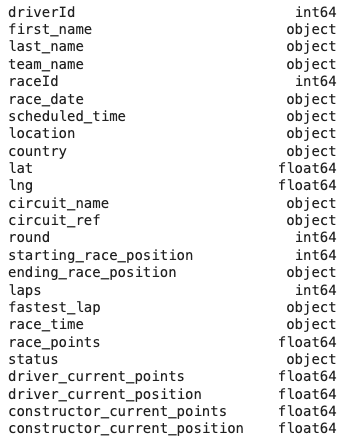 driverId int64
first_name object
last_name object
team_name object
raceId int64
race_date object
scheduled_time object
location object
country object
lat float64
lng float64
circuit_name object
circuit_ref object
round int64
starting_race_position int64
ending_race_position object
laps int64
fastest_lap object
race_time object
race_points float64
status object
driver_current_points float64
driver_current_position float64
constructor_current_points float64
constructor_current_position float64